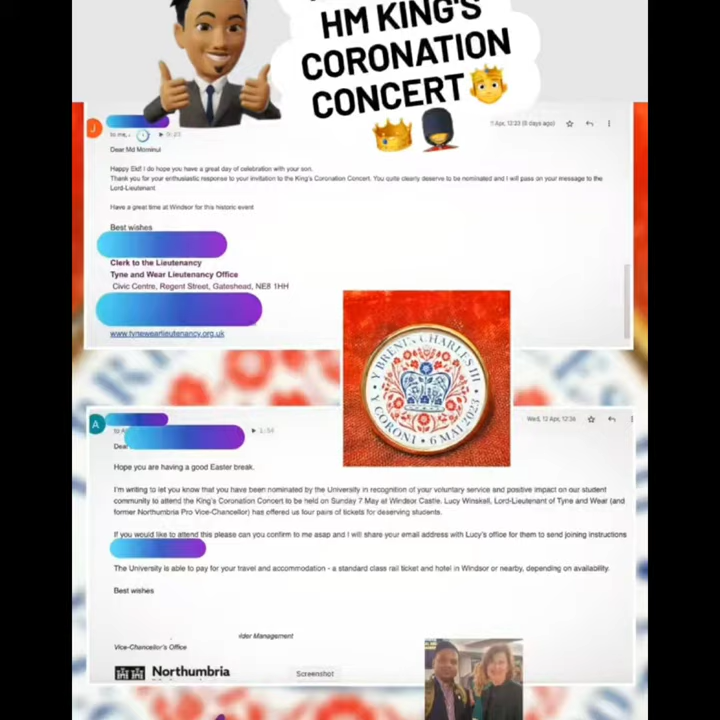 HM KING'S
CORONATION
CONCERT
J
Apr, 12:23 (5 days ago)
Dear Md Mominul
Happy Eid! I do hope you have a great day of celebration with your son.
Thank you for your enthusiastic response to your invitation to the King's Coronation Concert. You quite clearly deserve to be nominated and I will pass on your message to the
Lord-Lieutenant
Have a great time at Windsor for this historic event
Best wishes
Clerk to the Lieutenancy
Tyne and Wear Lieutenancy Office
Civic Centre, Regent Street, Gateshead, NE8 1HH
www.tynewearlieutenancy.org.uk
Y BRENIN CHARLES III
Y CORONI • 6 MAI 2023
A
Wed, 12 Apr, 12:36
Dear
Hope you are having a good Easter break.
I'm writing to let you know that you have been nominated by the University in recognition of your voluntary service and positive impact on our student
community to attend the King's Coronation Concert to be held on Sunday 7 May at Windsor Castle. Lucy Winskell, Lord-Lieutenant of Tyne and Wear (and
former Northumbria Pro Vice-Chancellor) has offered us four pairs of tickets for deserving students.
If you would like to attend this please can you confirm to me asap and I will share your email address with Lucy's office for them to send joining instructions
The University is able to pay for your travel and accommodation - a standard class rail ticket and hotel in Windsor or nearby, depending on availability.
Best wishes
Management
Vice-Chancellor's Office
Northumbria
Screenshot